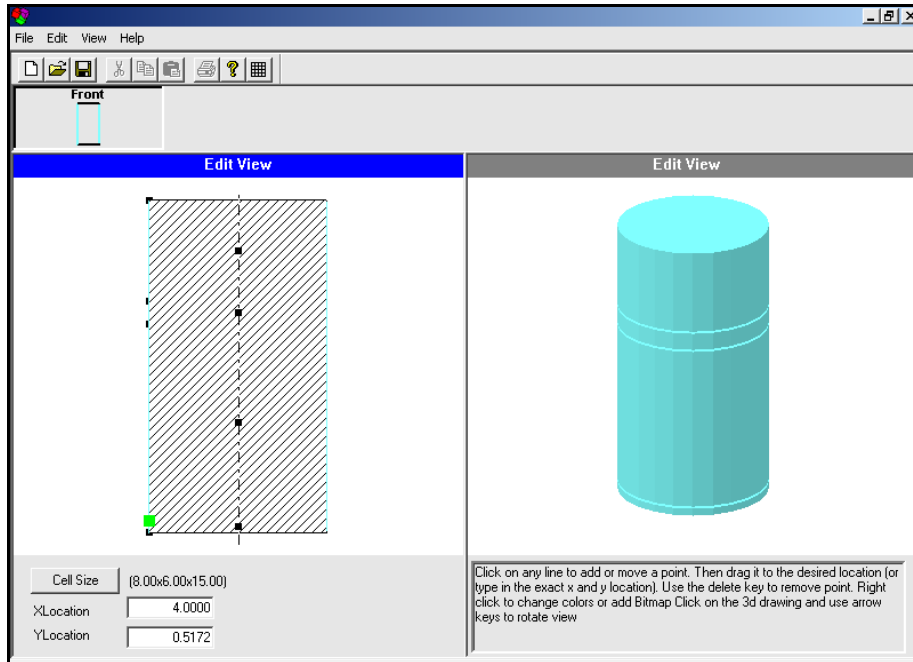 File Edit View Help
Front
Edit View
Edit View
Cell Size (8.00x6.00x15.00)
XLocation 4.0000
YLocation 0.5172
Click on any line to add or move a point. Then drag it to the desired location (or
type in the exact x and y location). Use the delete key to remove point. Right
click to change colors or add Bitmap Click on the 3d drawing and use arrow
keys to rotate view